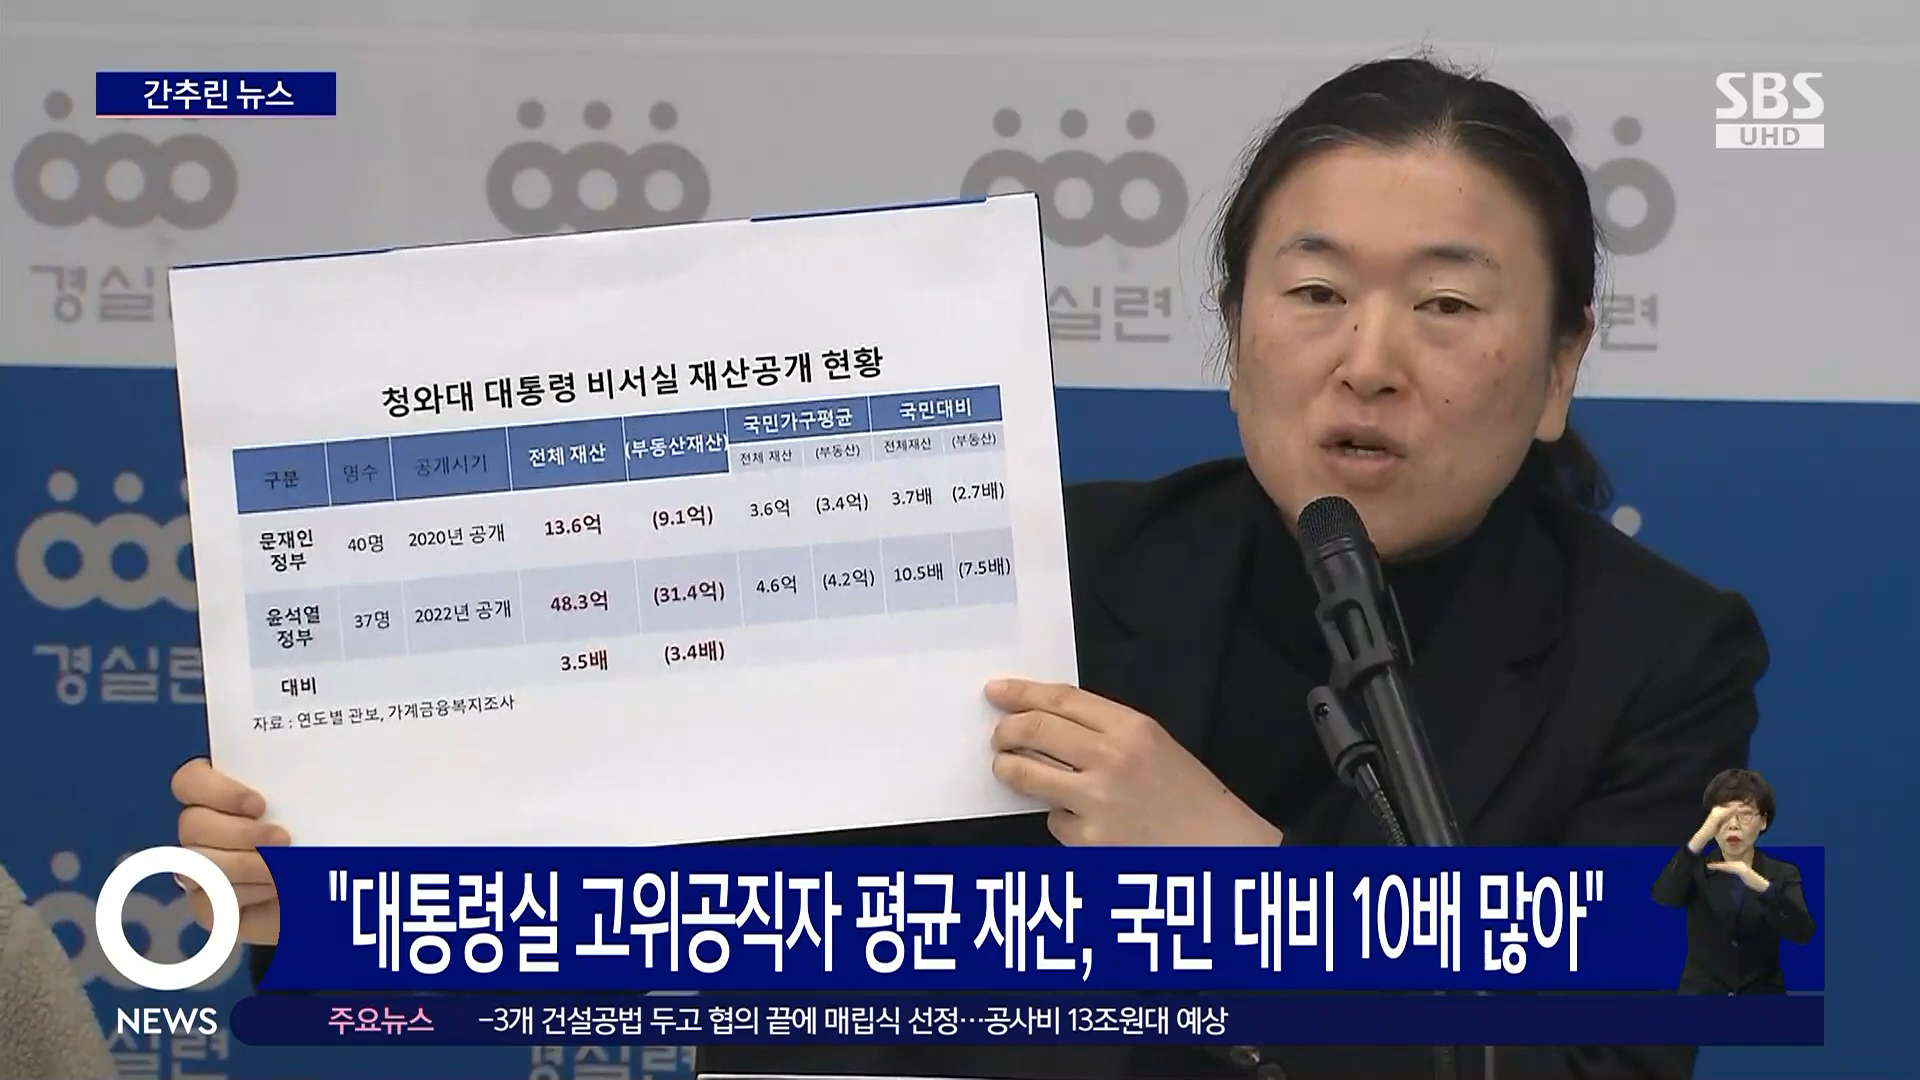 간추린 뉴스
SBS
UHD
경실
실련
련
청와대 대통령 비서실 재산공개 현황
구분 명수 공개시기 전체 재산 (부동산재산) 국민가구평균 국민대비
전체 재산 (부동산) 전체재산 (부동산)
문재인 정부 40명 2020년 공개 13.6억 (9.1억) 3.6억 (3.4억) 3.7배 (2.7배)
윤석열 정부 37명 2022년 공개 48.3억 (31.4억) 4.6억 (4.2억) 10.5배 (7.5배)
대비 3.5배 (3.4배)
자료 : 연도별 관보, 가계금융복지조사
경실련
"대통령실 고위공직자 평균 재산, 국민 대비 10배 많아"
NEWS
주요뉴스 -3개 건설공법 두고 협의 끝에 매립식 선정…공사비 13조원대 예상
실련
경실련